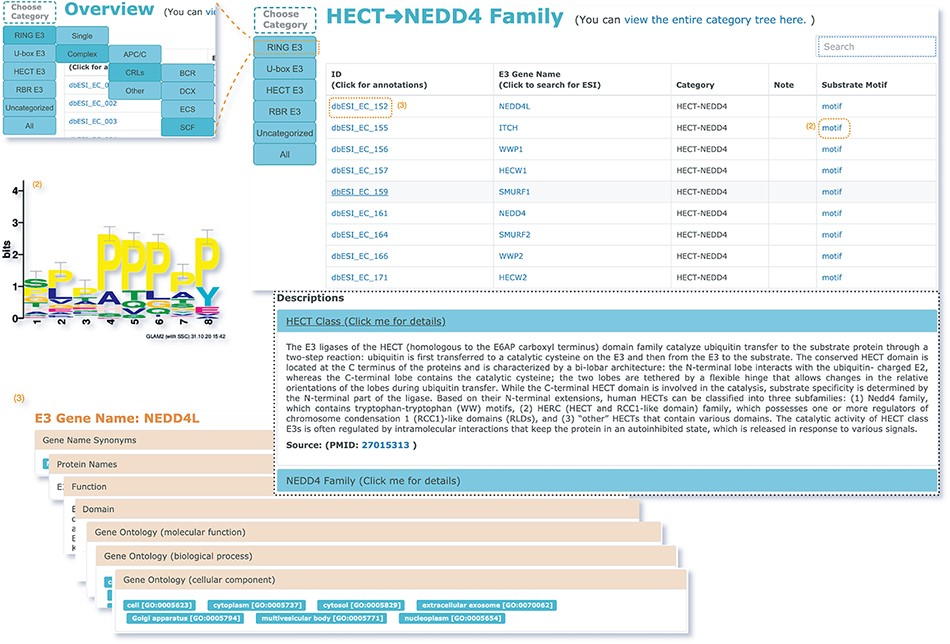 Choose
Category
Overview (You can vi
RING E3 Single
U-box E3 Complex APC/C
HECT E3 (Click for a CRLs BCR
RBR E3 dbESI_EC_0 Other DCX
Uncategorized dbESI_EC_002 ECS
All dbESI_EC_003 SCF
Choose
Category
RING E3
U-box E3
HECT E3
RBR E3
Uncategorized
All
HECT➔NEDD4 Family (You can view the entire category tree here. )
Search
ID E3 Gene Name Category Note Substrate Motif
(Click for annotations) (Click to search for ESI)
dbESI_EC_152 (3) NEDD4L HECT-NEDD4 motif
dbESI_EC_155 ITCH HECT-NEDD4 (2) motif
dbESI_EC_156 WWP1 HECT-NEDD4 motif
dbESI_EC_157 HECW1 HECT-NEDD4 motif
dbESI_EC_159 SMURF1 HECT-NEDD4 motif
dbESI_EC_161 NEDD4 HECT-NEDD4 motif
dbESI_EC_164 SMURF2 HECT-NEDD4 motif
dbESI_EC_166 WWP2 HECT-NEDD4 motif
dbESI_EC_171 HECW2 HECT-NEDD4 motif
(2)
bits
4
3
2
1
0
1 2 3 4 5 6 7 8
GLAM2 (with SSC) 31.10.20 15:42
Descriptions
HECT Class (Click me for details)
The E3 ligases of the HECT (homologous to the E6AP carboxyl terminus) domain family catalyze ubiquitin transfer to the substrate protein through a
two-step reaction: ubiquitin is first transferred to a catalytic cysteine on the E3 and then from the E3 to the substrate. The conserved HECT domain is
located at the C terminus of the proteins and is characterized by a bi-lobar architecture: the N-terminal lobe interacts with the ubiquitin- charged E2,
whereas the C-terminal lobe contains the catalytic cysteine; the two lobes are tethered by a flexible hinge that allows changes in the relative
orientations of the lobes during ubiquitin transfer. While the C-terminal HECT domain is involved in the catalysis, substrate specificity is determined by
the N-terminal part of the ligase. Based on their N-terminal extensions, human HECTs can be classified into three subfamilies: (1) Nedd4 family,
which contains tryptophan-tryptophan (WW) motifs, (2) HERC (HECT and RCC1-like domain) family, which possesses one or more regulators of
chromosome condensation 1 (RCC1)-like domains (RLDs), and (3) "other" HECTs that contain various domains. The catalytic activity of HECT class
E3s is often regulated by intramolecular interactions that keep the protein in an autoinhibited state, which is released in response to various signals.
Source: (PMID: 27015313 )
NEDD4 Family (Click me for details)
(3)
E3 Gene Name: NEDD4L
Gene Name Synonyms
Protein Names
Function
Domain
Gene Ontology (molecular function)
Gene Ontology (biological process)
Gene Ontology (cellular component)
cell [GO:0005623] cytoplasm [GO:0005737] cytosol [GO:0005829] extracellular exosome [GO:0070062]
Golgi apparatus [GO:0005794] multivesicular body [GO:0005771] nucleoplasm [GO:0005654]